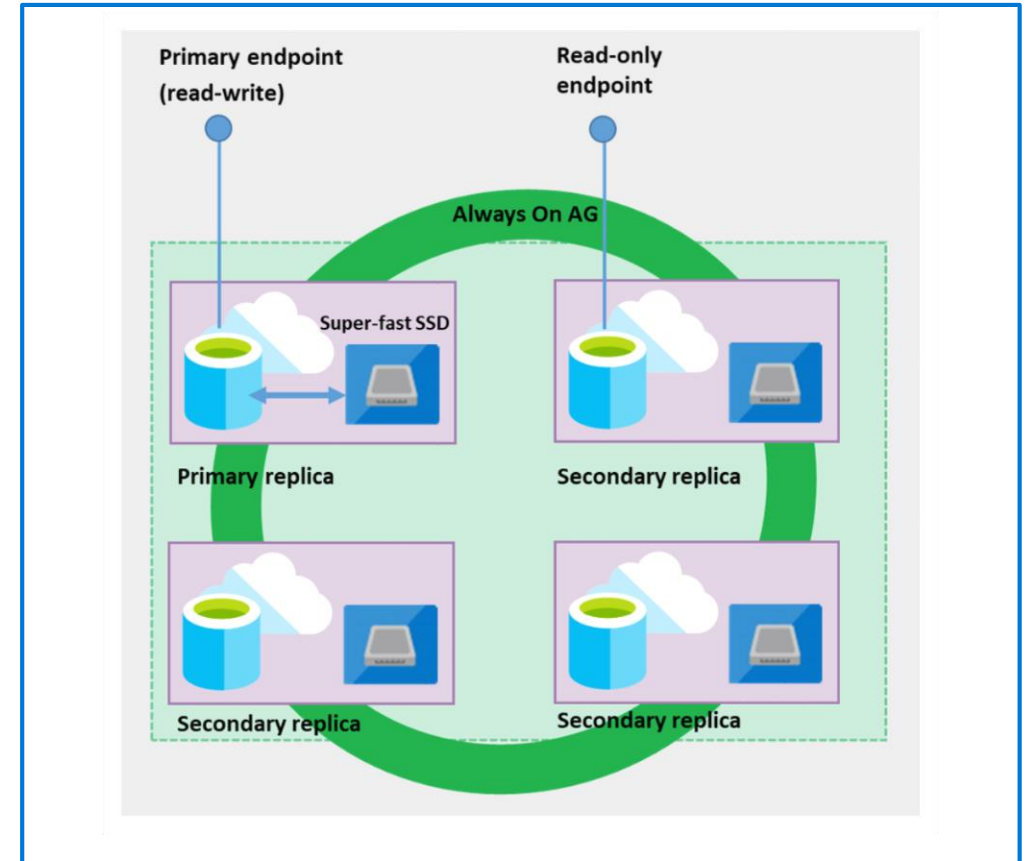 Primary endpoint
(read-write)
Read-only
endpoint
Always On AG
Super-fast SSD
Primary replica
Secondary replica
Secondary replica
Secondary replica